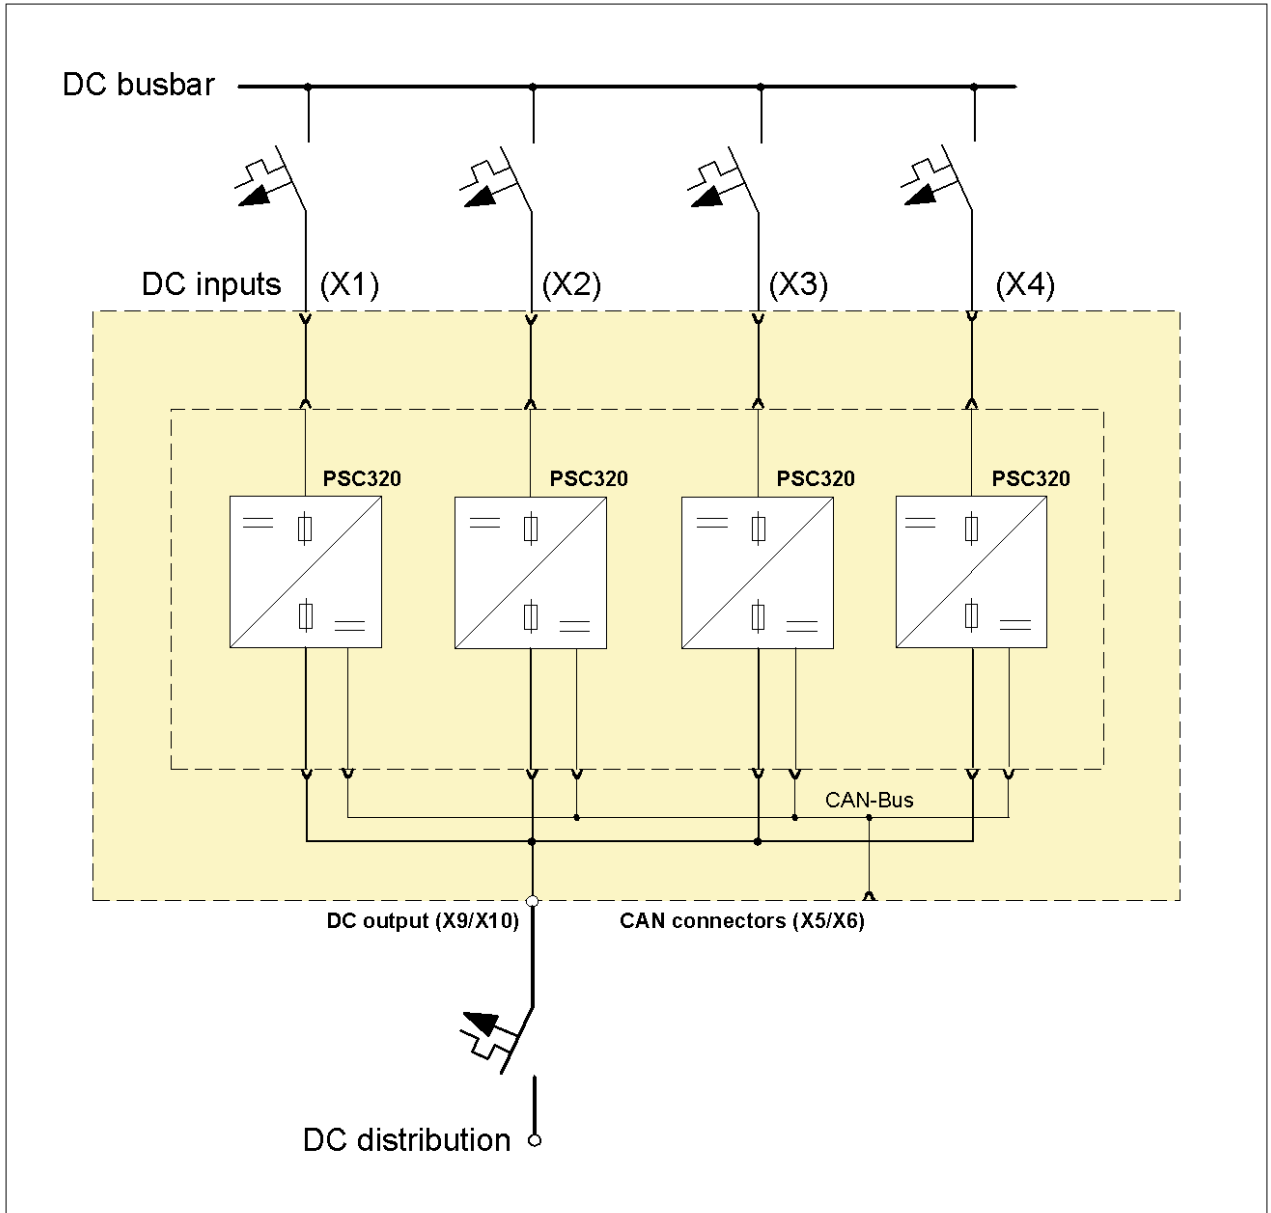 DC busbar
DC inputs (X1) (X2) (X3) (X4)
PSC320 PSC320 PSC320 PSC320
CAN-Bus
DC output (X9/X10) CAN connectors (X5/X6)
DC distribution